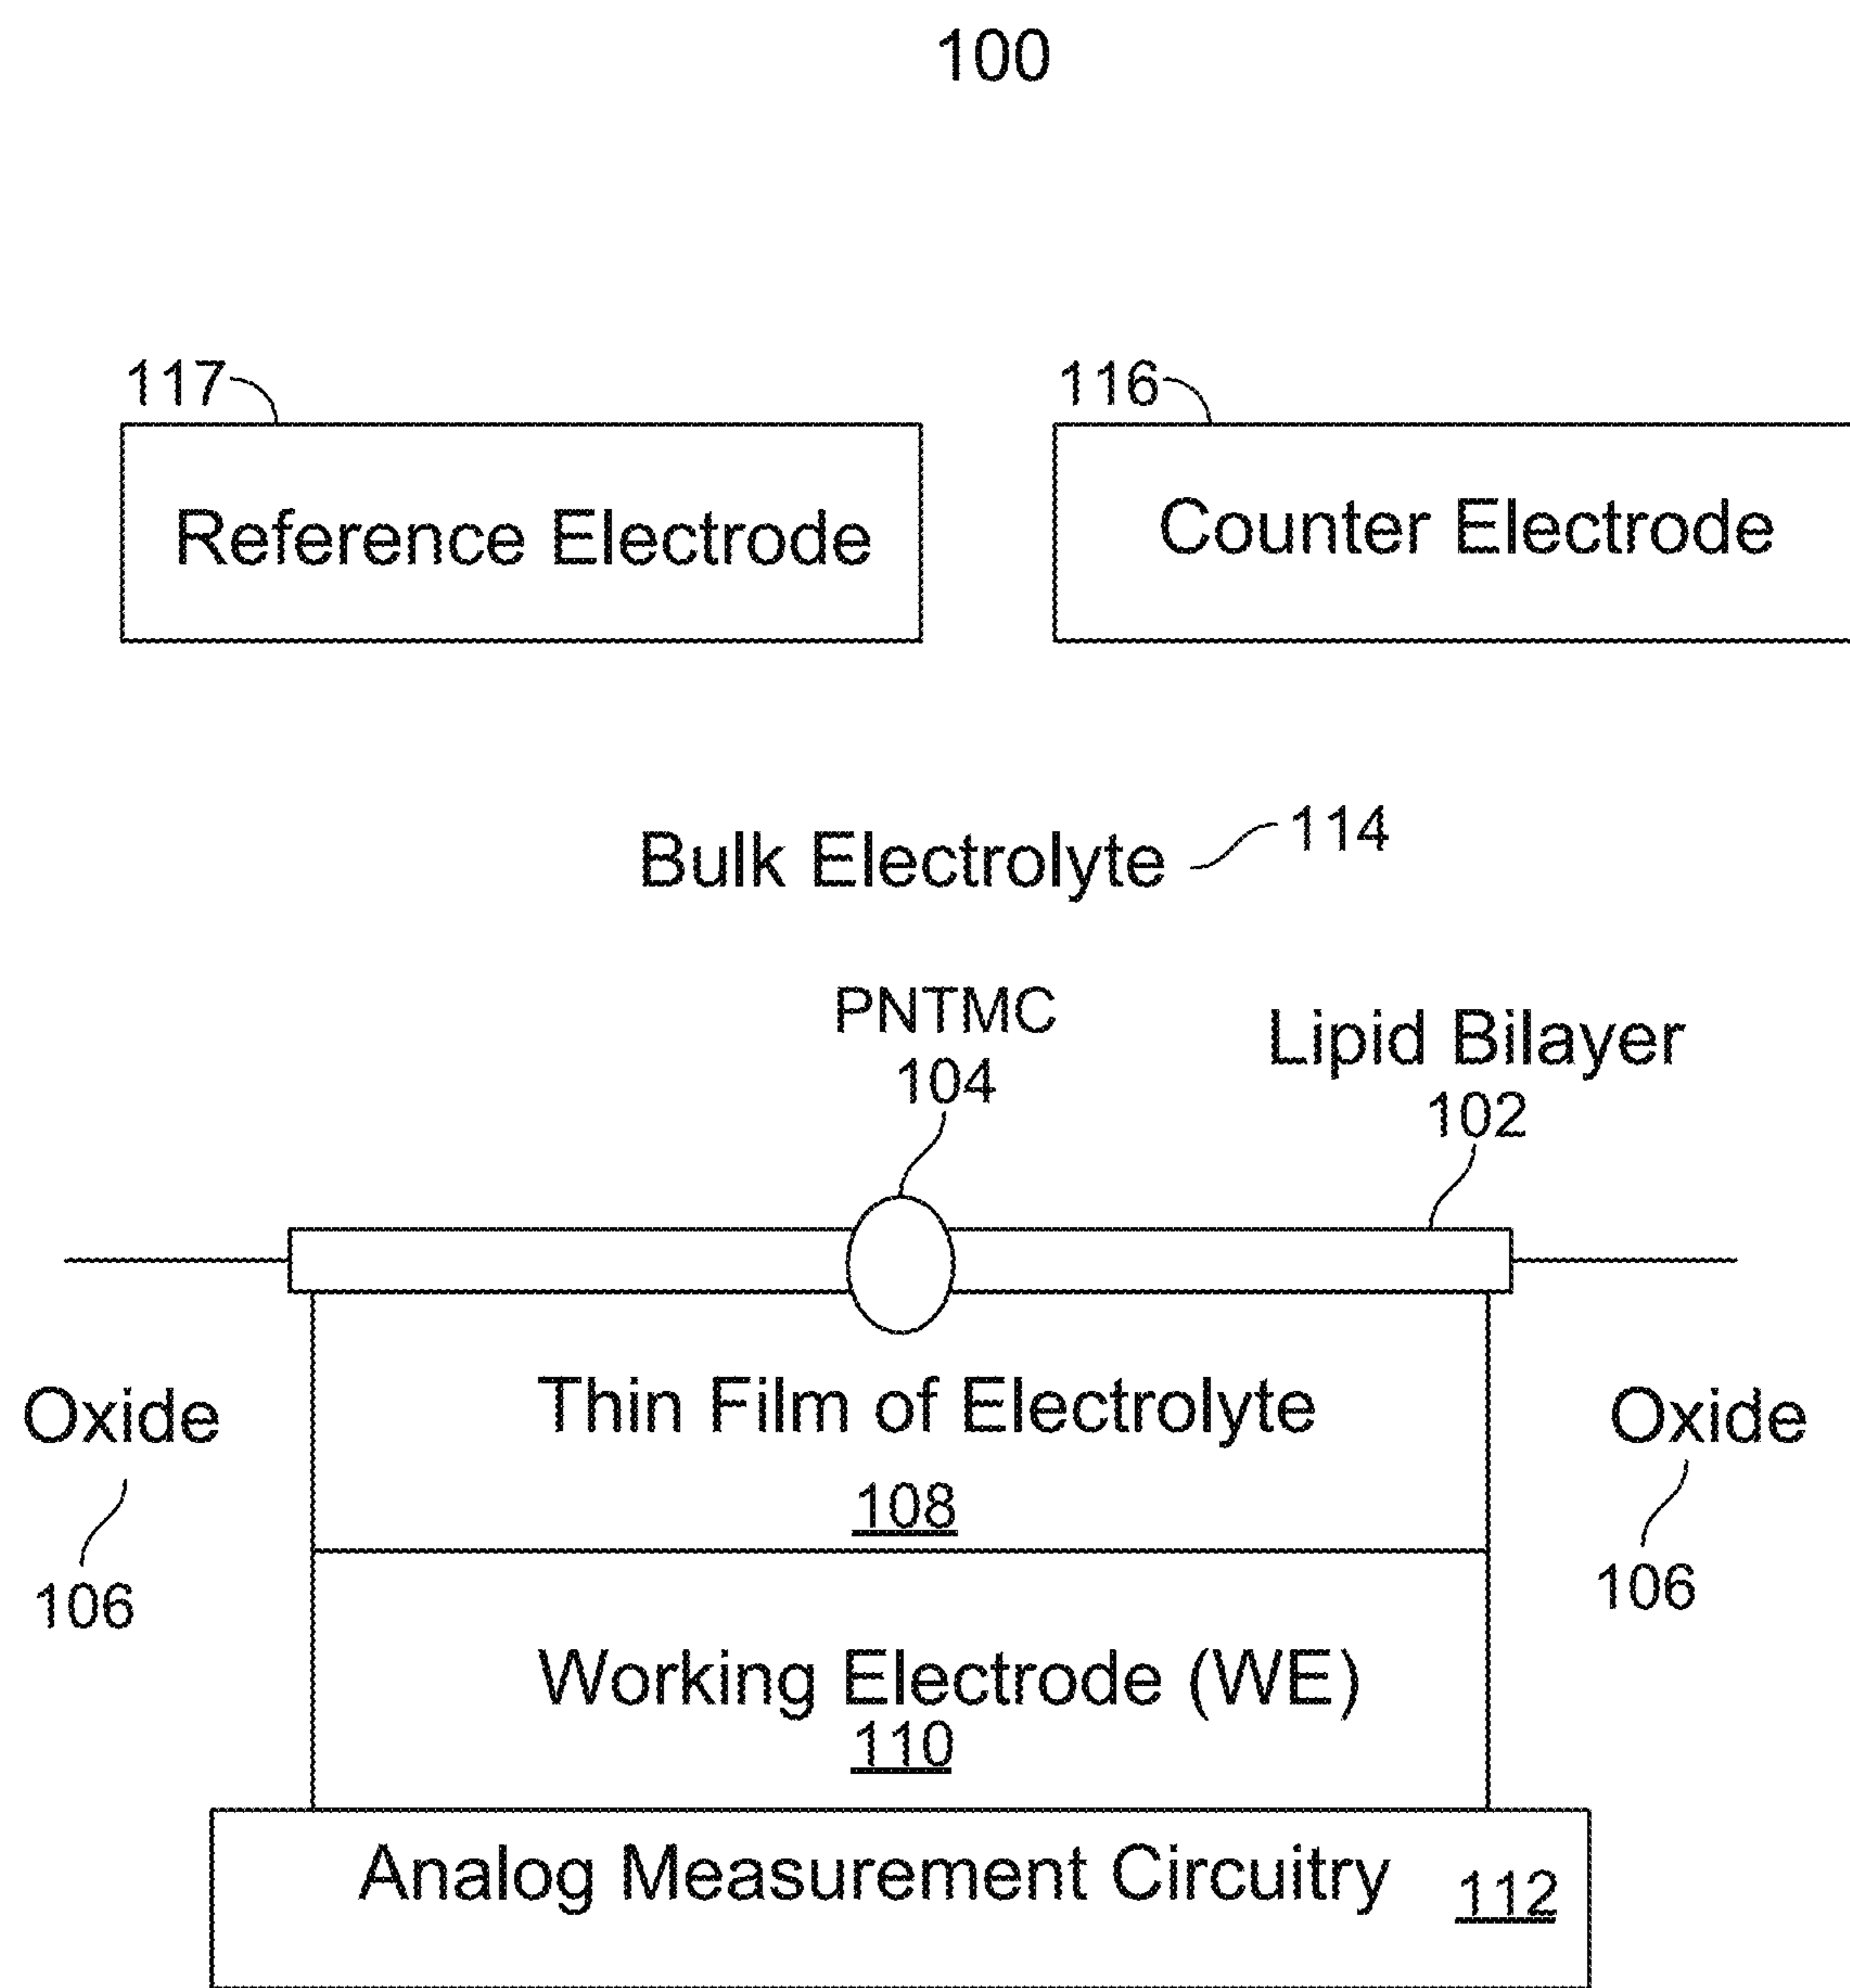 100
117
116
Reference Electrode
Counter Electrode
Bulk Electrolyte
114
PNTMC
104
Lipid Bilayer
102
Thin Film of Electrolyte
108
Oxide
106
Oxide
106
Working Electrode (WE)
110
Analog Measurement Circuitry
112